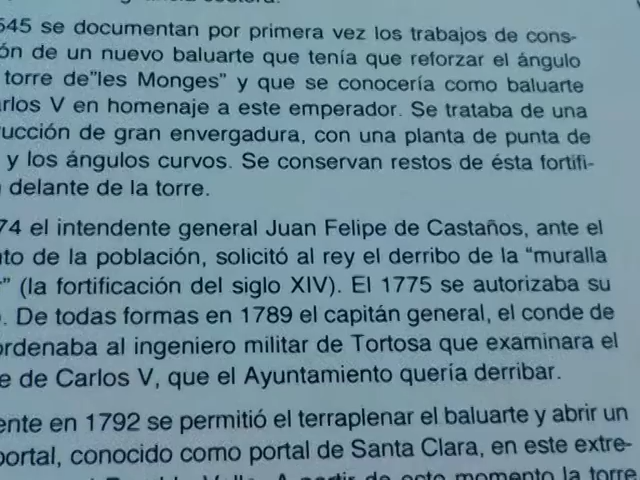 545 se documentan por primera vez los trabajos de cons-
ón de un nuevo baluarte que tenía que reforzar el ángulo
torre de"les Monges" y que se conocería como baluarte
rlos V en homenaje a este emperador. Se trataba de una
ucción de gran envergadura, con una planta de punta de
y los ángulos curvos. Se conservan restos de ésta fortifi-
delante de la torre.
74 el intendente general Juan Felipe de Castaños, ante el
to de la población, solicitó al rey el derribo de la "muralla
" (la fortificación del siglo XIV). El 1775 se autorizaba su
. De todas formas en 1789 el capitán general, el conde de
ordenaba al ingeniero militar de Tortosa que examinara el
e de Carlos V, que el Ayuntamiento quería derribar.
ente en 1792 se permitió el terraplenar el baluarte y abrir un
portal, conocido como portal de Santa Clara, en este extre-
A partir de este momento la torre